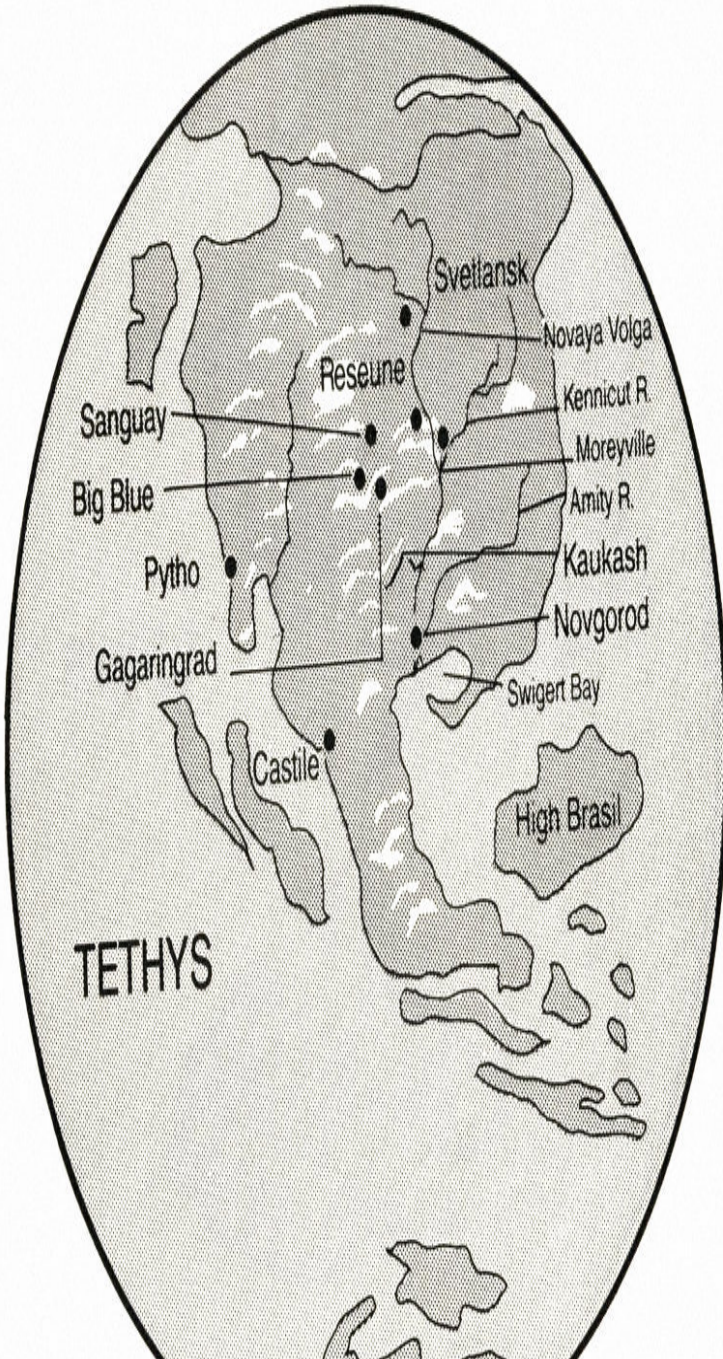 Svetlansk
Novaya Volga
Reseune
Kennicut R.
Sanguay
Moreyville
Big Blue
Amity R.
Kaukash
Pytho
Novgorod
Gagaringrad
Swigert Bay
Castile
High Brasil
TETHYS